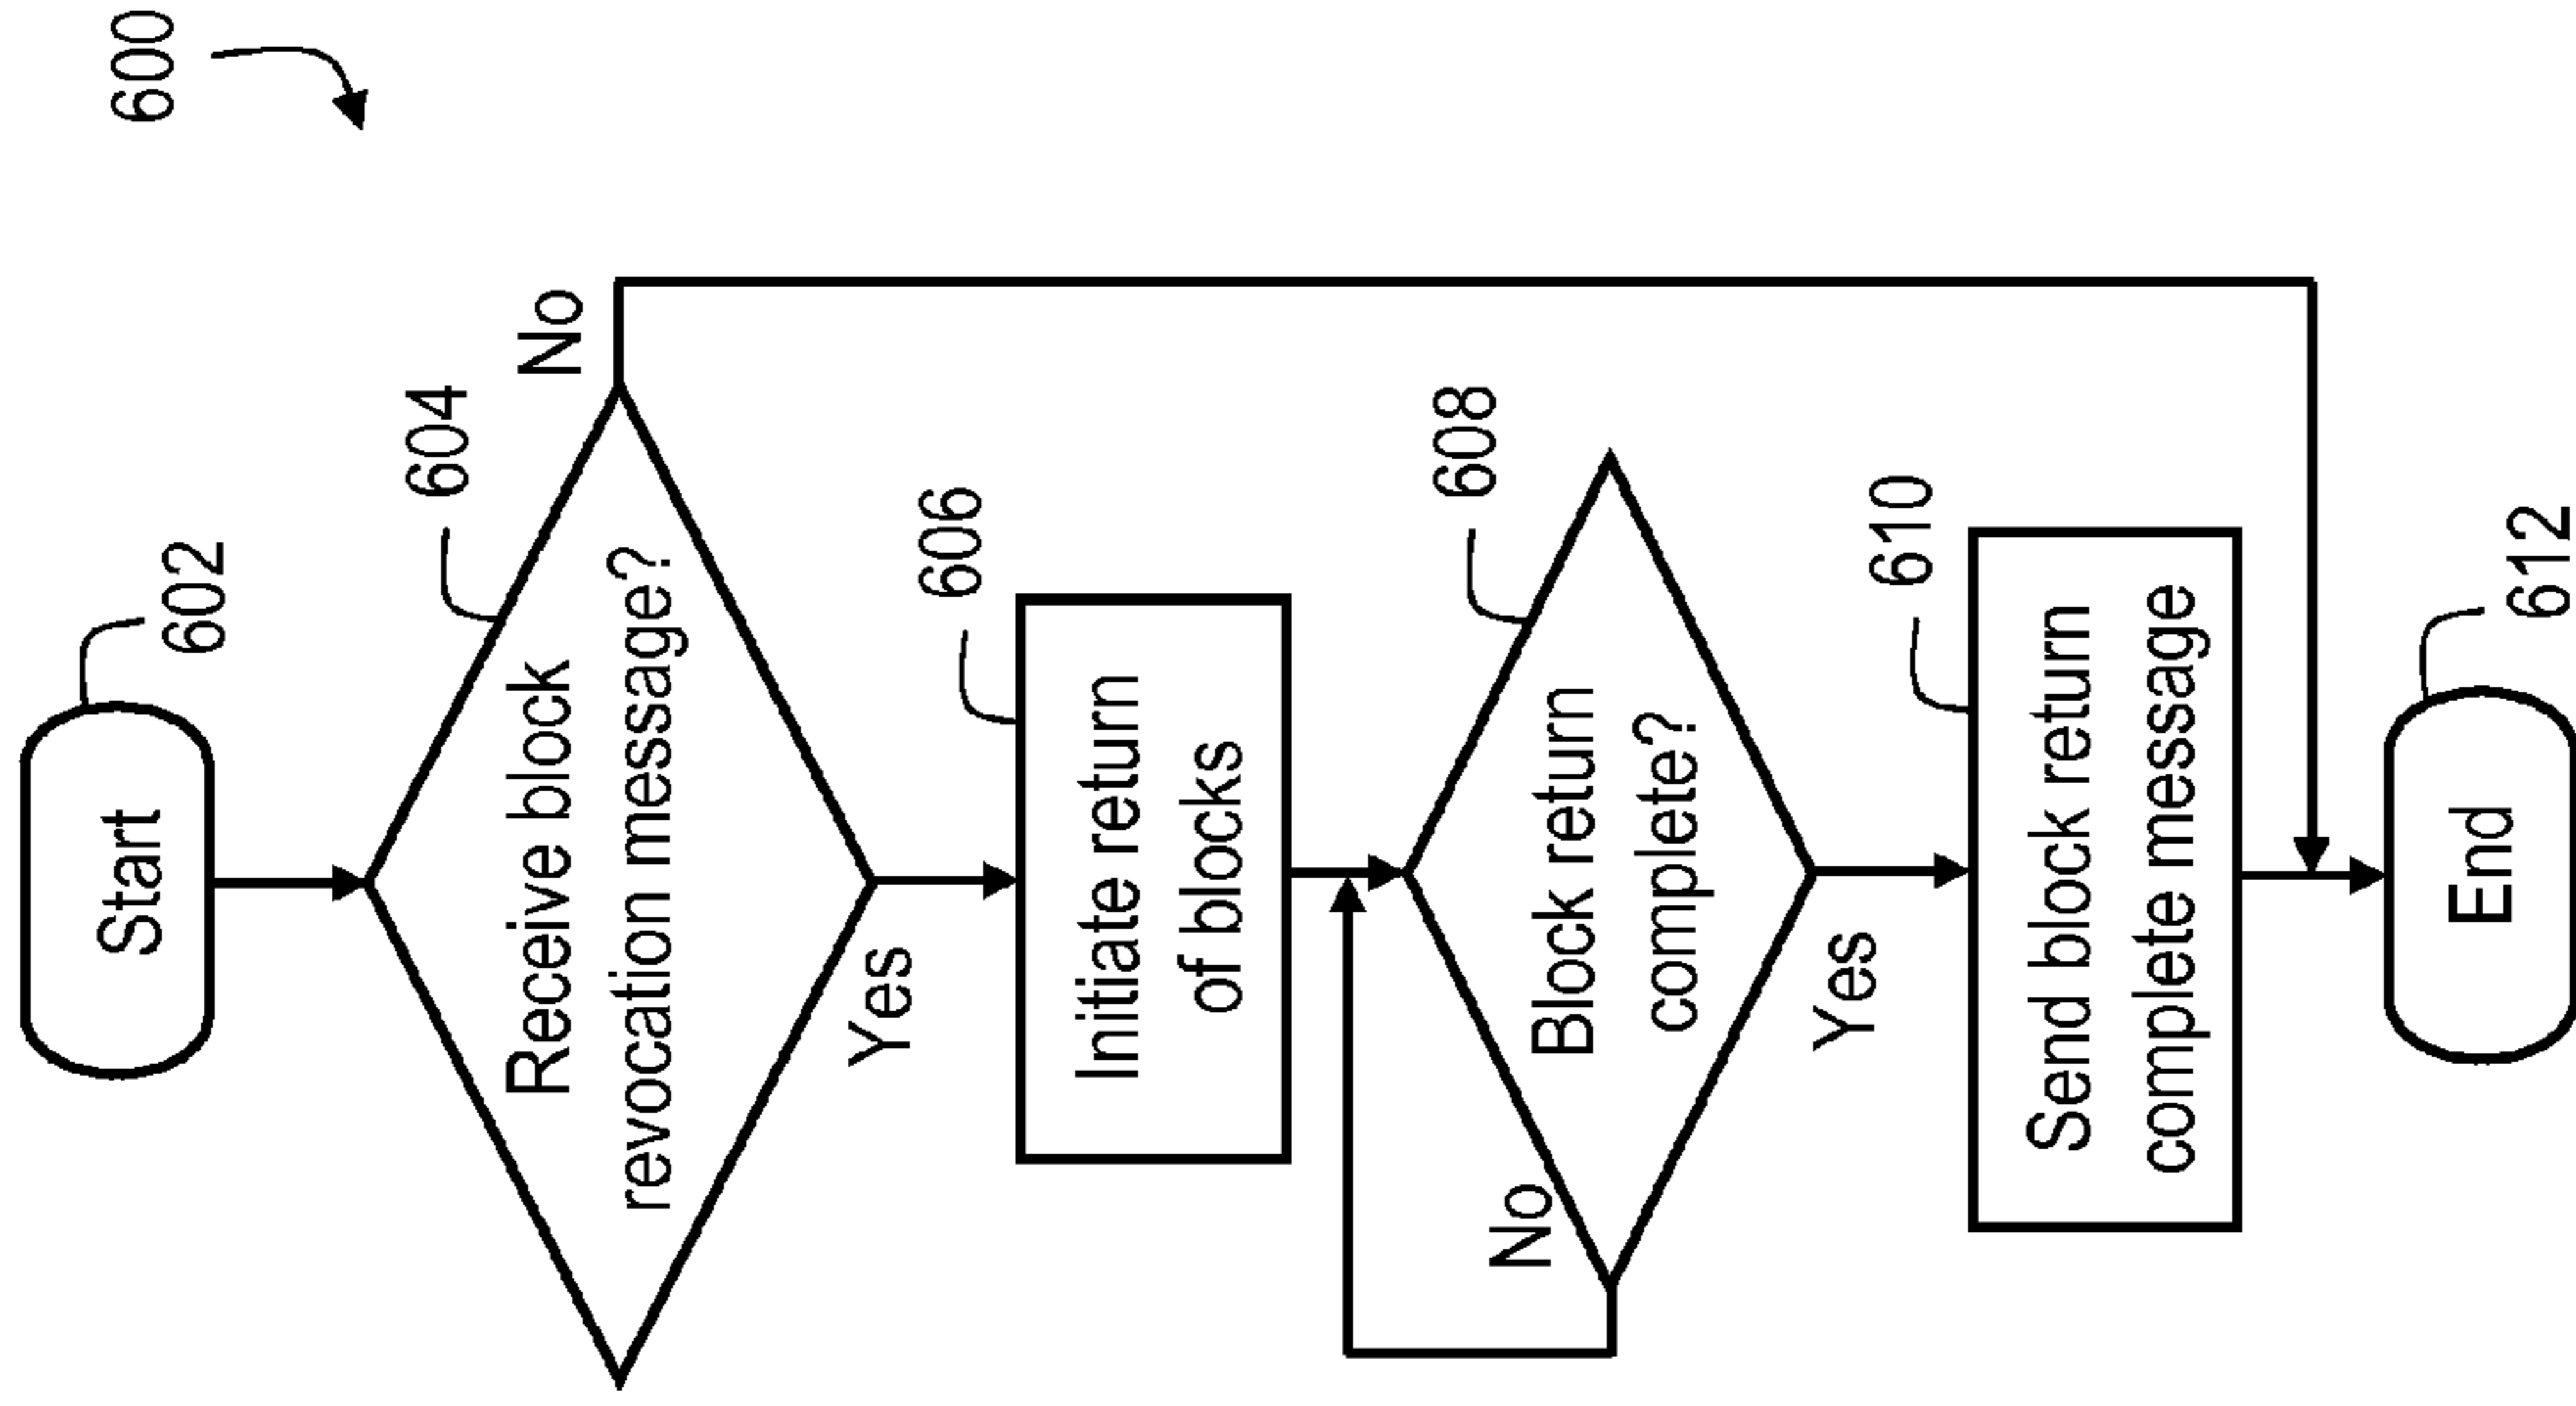 600
Start
602
Receive block
revocation message?
604
No
Yes
Initiate return
of blocks
606
Block return
complete?
608
No
Yes
Send block return
complete message
610
End
612